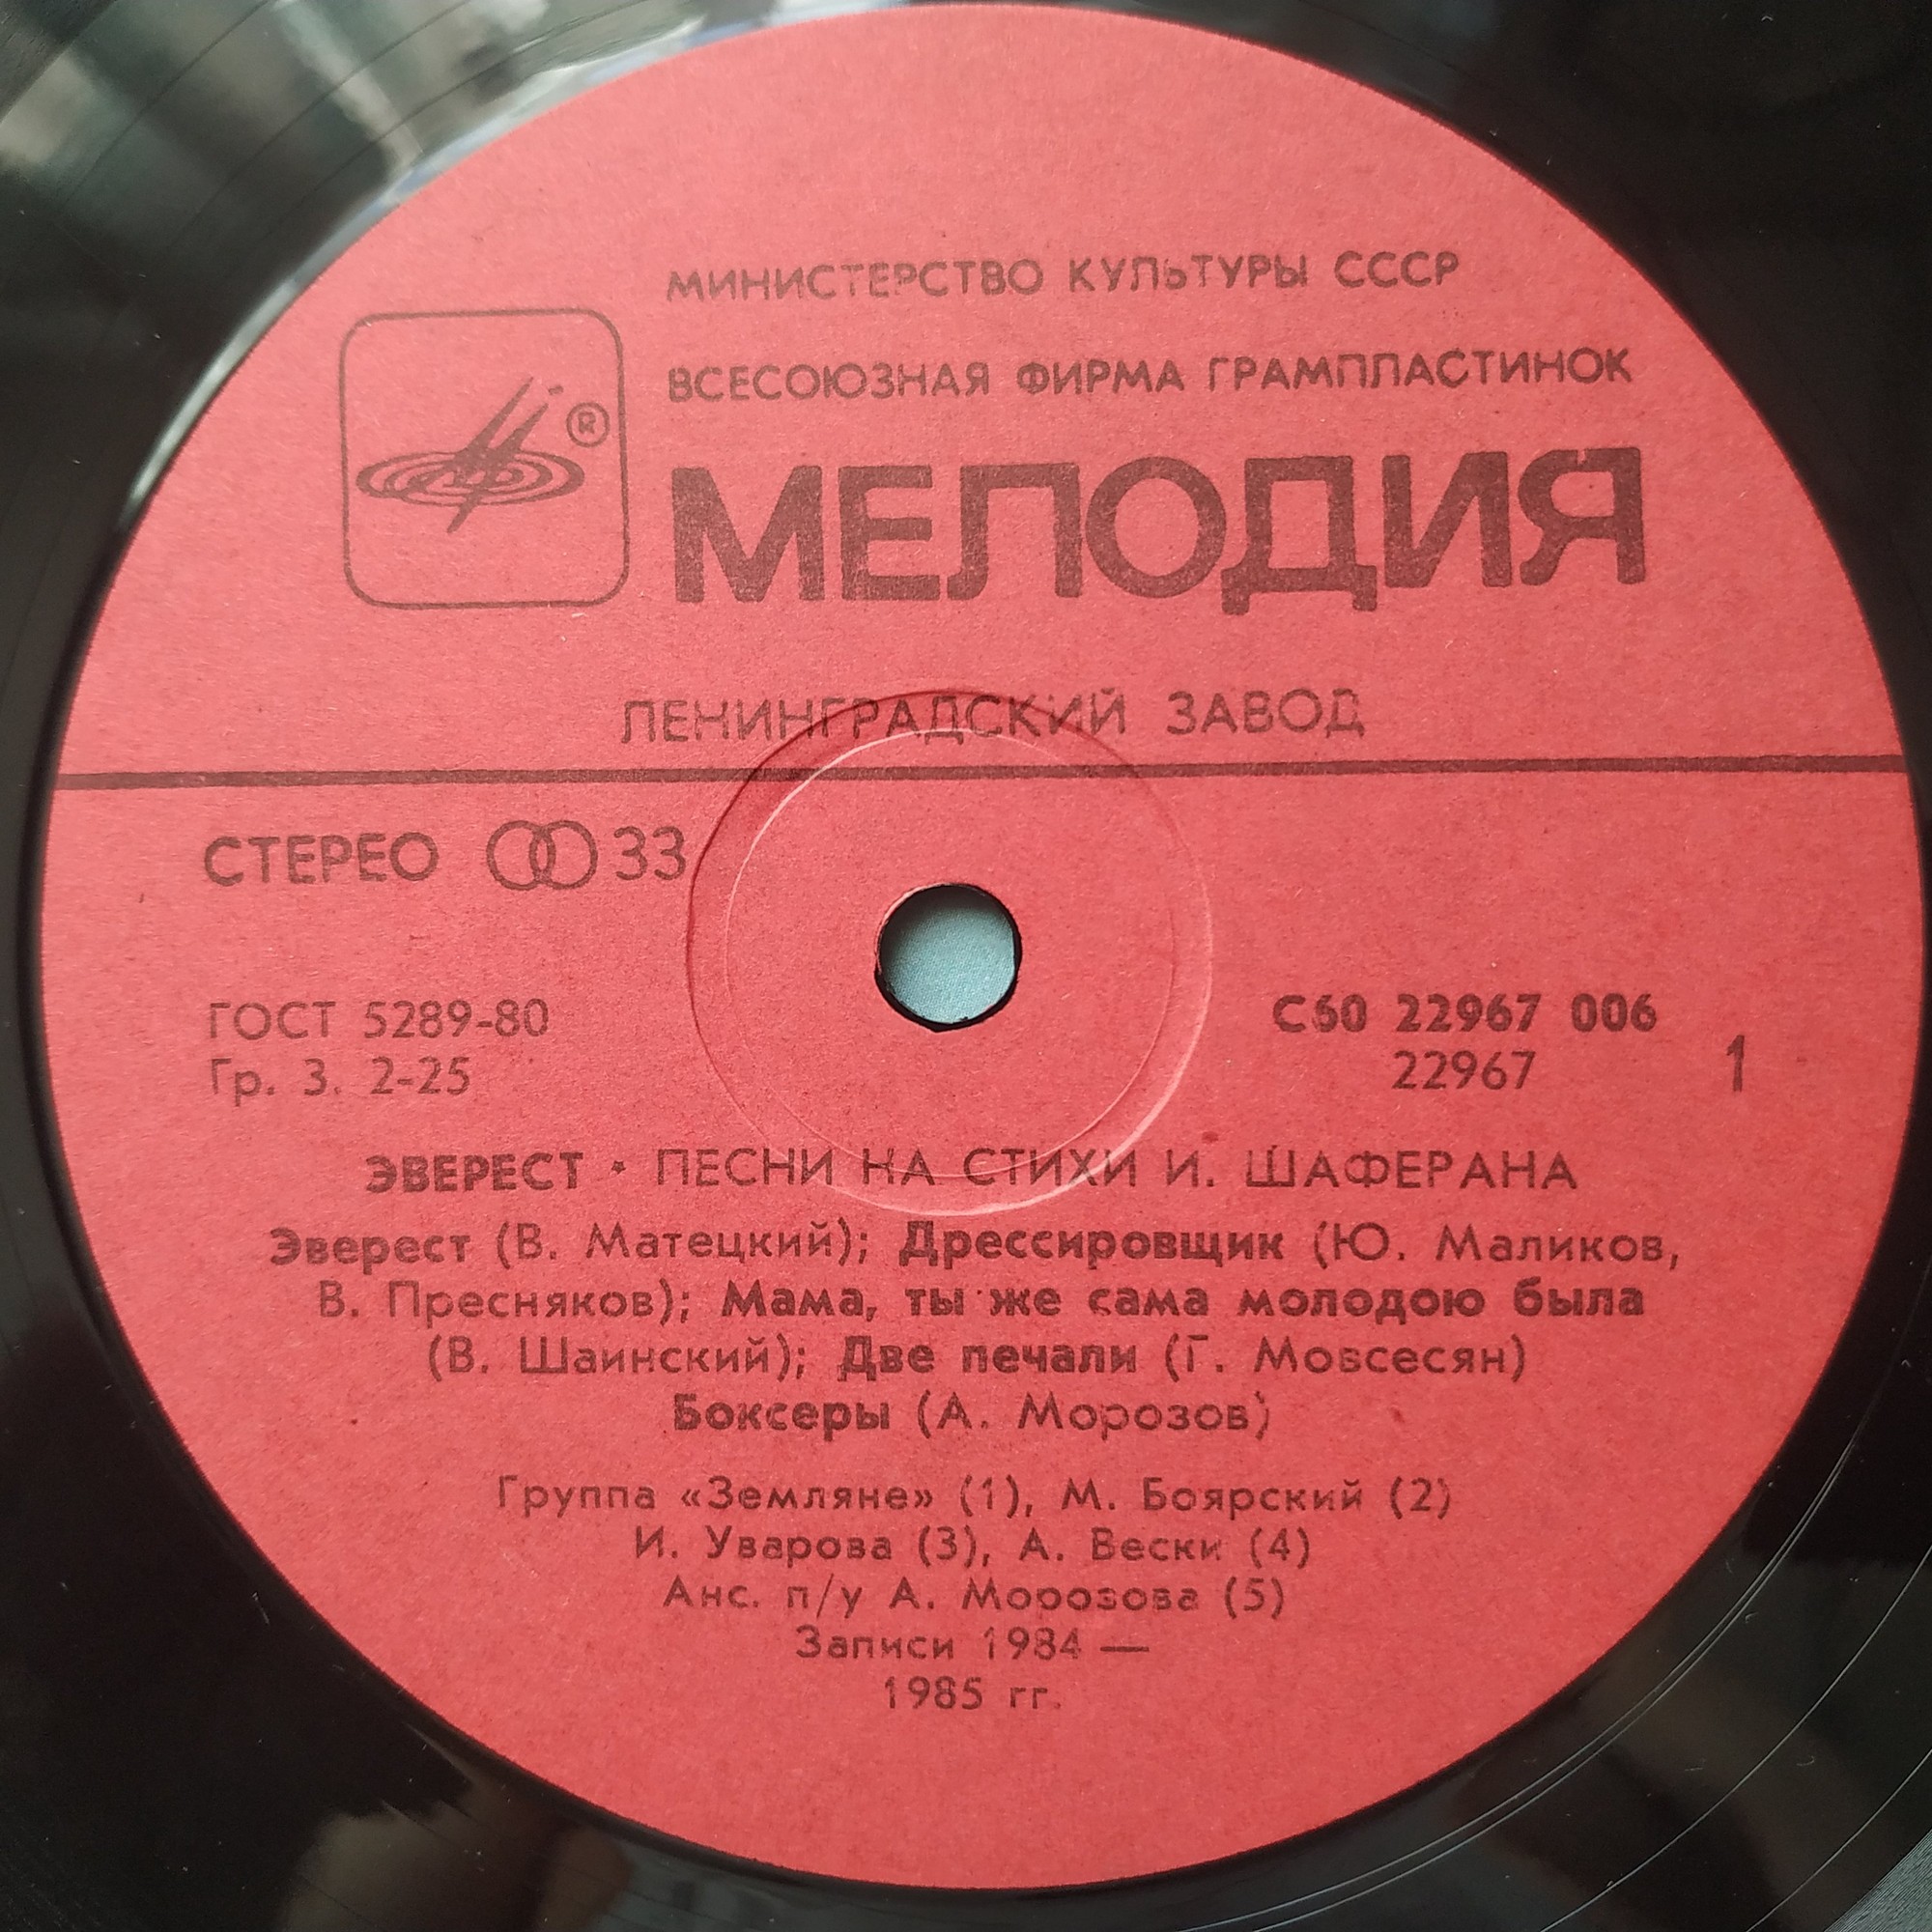 МИНИСТЕРСТВО КУЛЬТУРЫ СССР
ВСЕСОЮЗНАЯ ФИРМА ГРАМПЛАСТИНОК
®
МЕЛОДИЯ
ЛЕНИНГРАДСКИЙ ЗАВОД
СТЕРЕО 33
ГОСТ 5289-80
Гр. 3. 2-25
С60 22967 006
22967
1
ЭВЕРЕСТ • ПЕСНИ НА СТИХИ И. ШАФЕРАНА
Эверест (В. Матецкий); Дрессировщик (Ю. Маликов,
В. Пресняков); Мама, ты же сама молодою была
(В. Шаинский); Две печали (Г. Мовсесян)
Боксеры (А. Морозов)
Группа «Земляне» (1), М. Боярский (2)
И. Уварова (3), А. Вески (4)
Анс. п/у А. Морозова (5)
Записи 1984 —
1985 гг.